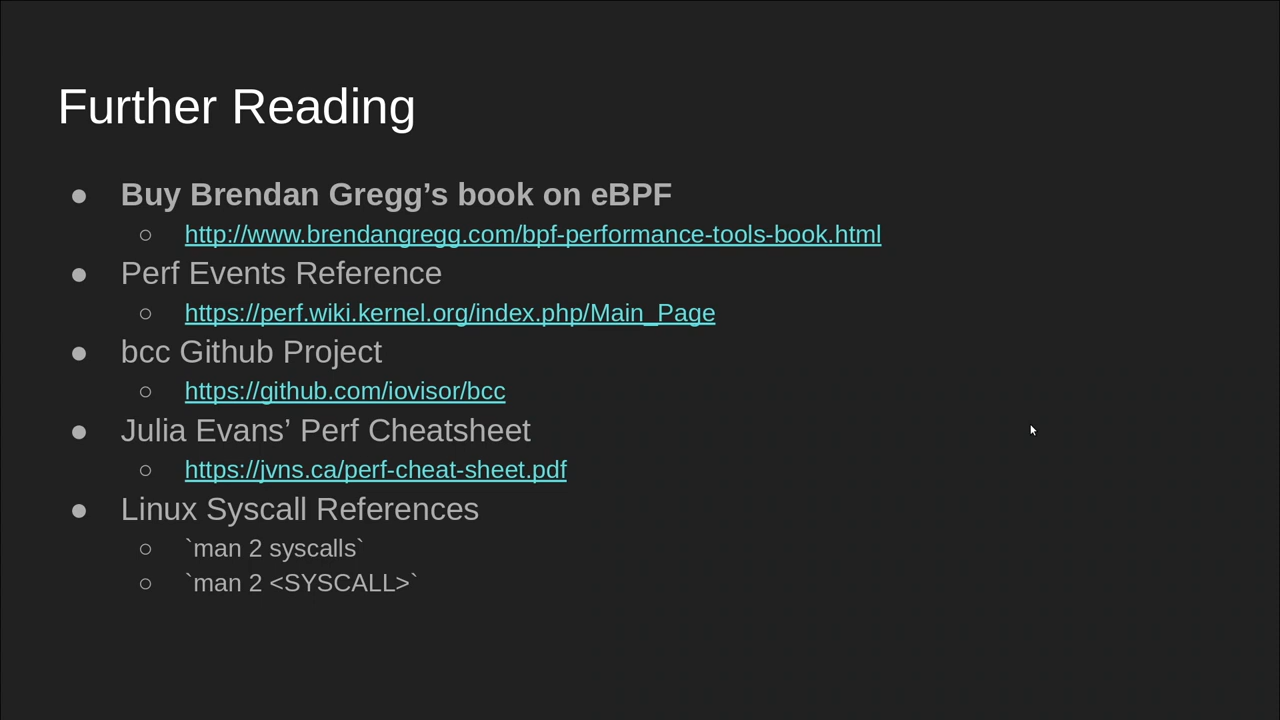 Further Reading
● Buy Brendan Gregg’s book on eBPF
○ http://www.brendangregg.com/bpf-performance-tools-book.html
● Perf Events Reference
○ https://perf.wiki.kernel.org/index.php/Main_Page
● bcc Github Project
○ https://github.com/iovisor/bcc
● Julia Evans’ Perf Cheatsheet
○ https://jvns.ca/perf-cheat-sheet.pdf
● Linux Syscall References
○ `man 2 syscalls`
○ `man 2 <SYSCALL>`